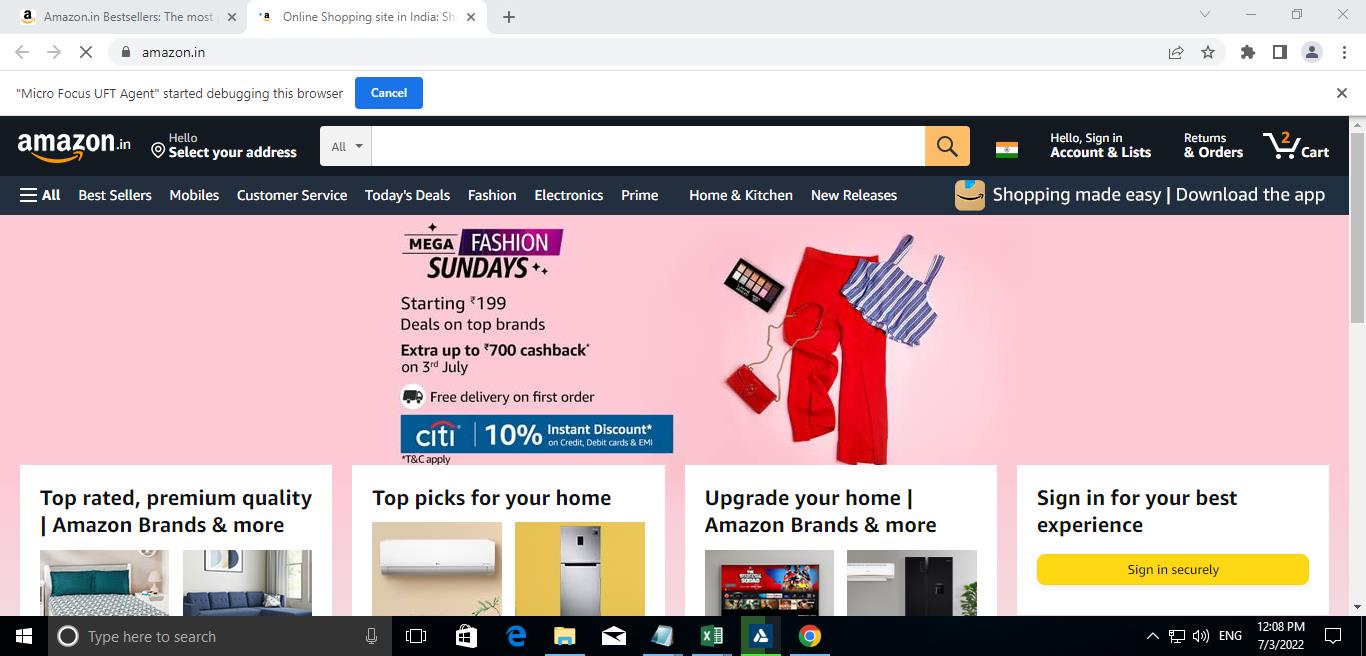 Amazon.in Bestsellers: The most
Online Shopping site in India: Sh
amazon.in
"Micro Focus UFT Agent" started debugging this browser
Cancel
amazon.in
Hello
Select your address
All
Hello, Sign in
Account & Lists
Returns
& Orders
2
Cart
All
Best Sellers
Mobiles
Customer Service
Today's Deals
Fashion
Electronics
Prime
Home & Kitchen
New Releases
Shopping made easy | Download the app
MEGA FASHION
SUNDAYS
Starting ₹199
Deals on top brands
Extra up to ₹700 cashback*
on 3rd July
Free delivery on first order
citi
10% Instant Discount*
on Credit, Debit cards & EMI
*T&C apply
Top rated, premium quality
| Amazon Brands & more
Top picks for your home
Upgrade your home |
Amazon Brands & more
Sign in for your best
experience
Sign in securely
Type here to search
ENG
12:08 PM
7/3/2022